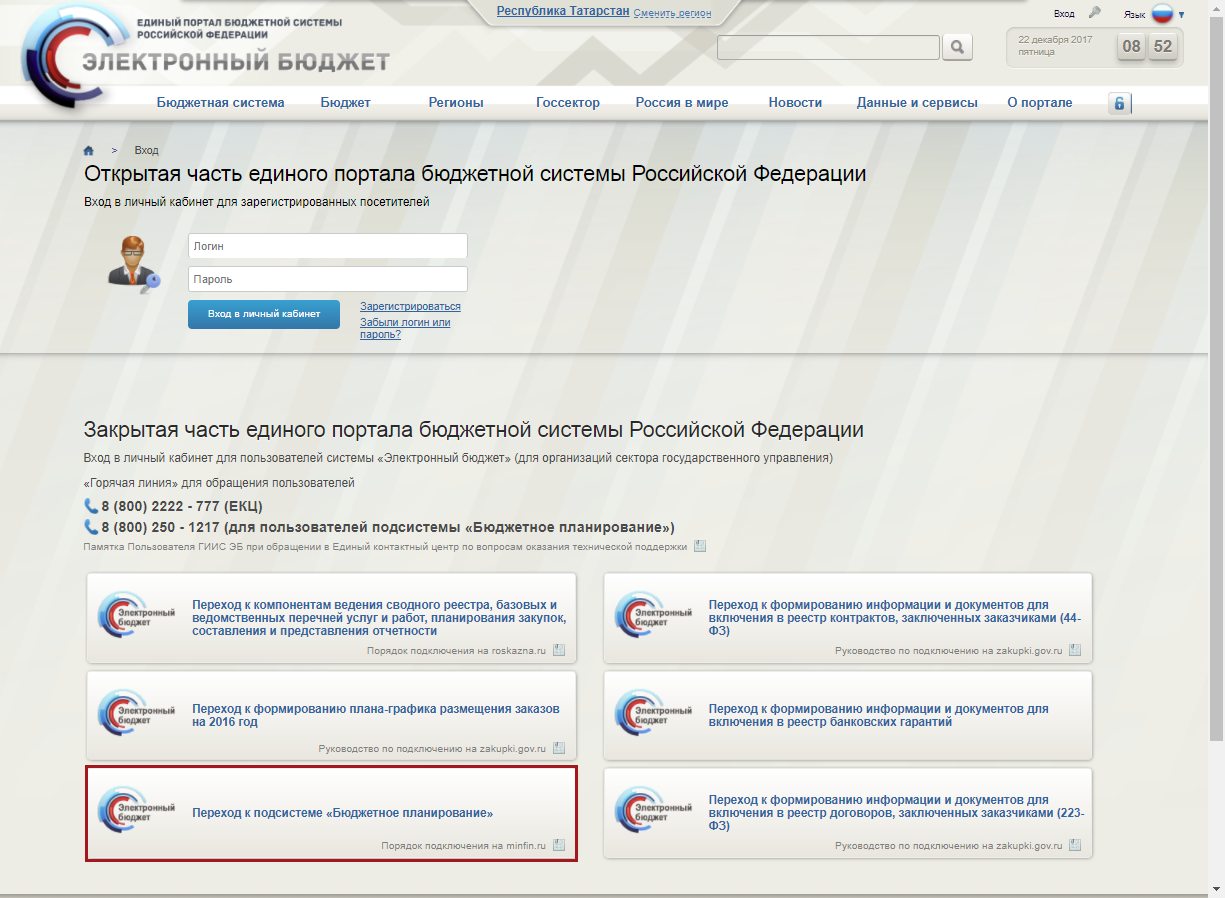 ЕДИНЫЙ ПОРТАЛ БЮДЖЕТНОЙ СИСТЕМЫ
РОССИЙСКОЙ ФЕДЕРАЦИИ
ЭЛЕКТРОННЫЙ БЮДЖЕТ
Республика Татарстан Сменить регион
Вход
Язык
22 декабря 2017
пятница
08 52
Бюджетная система Бюджет Регионы Госсектор Россия в мире Новости Данные и сервисы О портале
> Вход
Открытая часть единого портала бюджетной системы Российской Федерации
Вход в личный кабинет для зарегистрированных посетителей
Логин
Пароль
Вход в личный кабинет
Зарегистрироваться
Забыли логин или
пароль?
Закрытая часть единого портала бюджетной системы Российской Федерации
Вход в личный кабинет для пользователей системы «Электронный бюджет» (для организаций сектора государственного управления)
«Горячая линия» для обращения пользователей
8 (800) 2222 - 777 (ЕКЦ)
8 (800) 250 - 1217 (для пользователей подсистемы «Бюджетное планирование»)
Памятка Пользователя ГИИС ЭБ при обращении в Единый контактный центр по вопросам оказания технической поддержки
Электронный
бюджет
Переход к компонентам ведения сводного реестра, базовых и
ведомственных перечней услуг и работ, планирования закупок,
составления и представления отчетности
Порядок подключения на roskazna.ru
Электронный
бюджет
Переход к формированию информации и документов для
включения в реестр контрактов, заключенных заказчиками (44-
ФЗ)
Руководство по подключению на zakupki.gov.ru
Электронный
бюджет
Переход к формированию плана-графика размещения заказов
на 2016 год
Руководство по подключению на zakupki.gov.ru
Электронный
бюджет
Переход к формированию информации и документов для
включения в реестр банковских гарантий
Электронный
бюджет
Переход к подсистеме «Бюджетное планирование»
Порядок подключения на minfin.ru
Электронный
бюджет
Переход к формированию информации и документов для
включения в реестр договоров, заключенных заказчиками (223-
ФЗ)
Руководство по подключению на zakupki.gov.ru